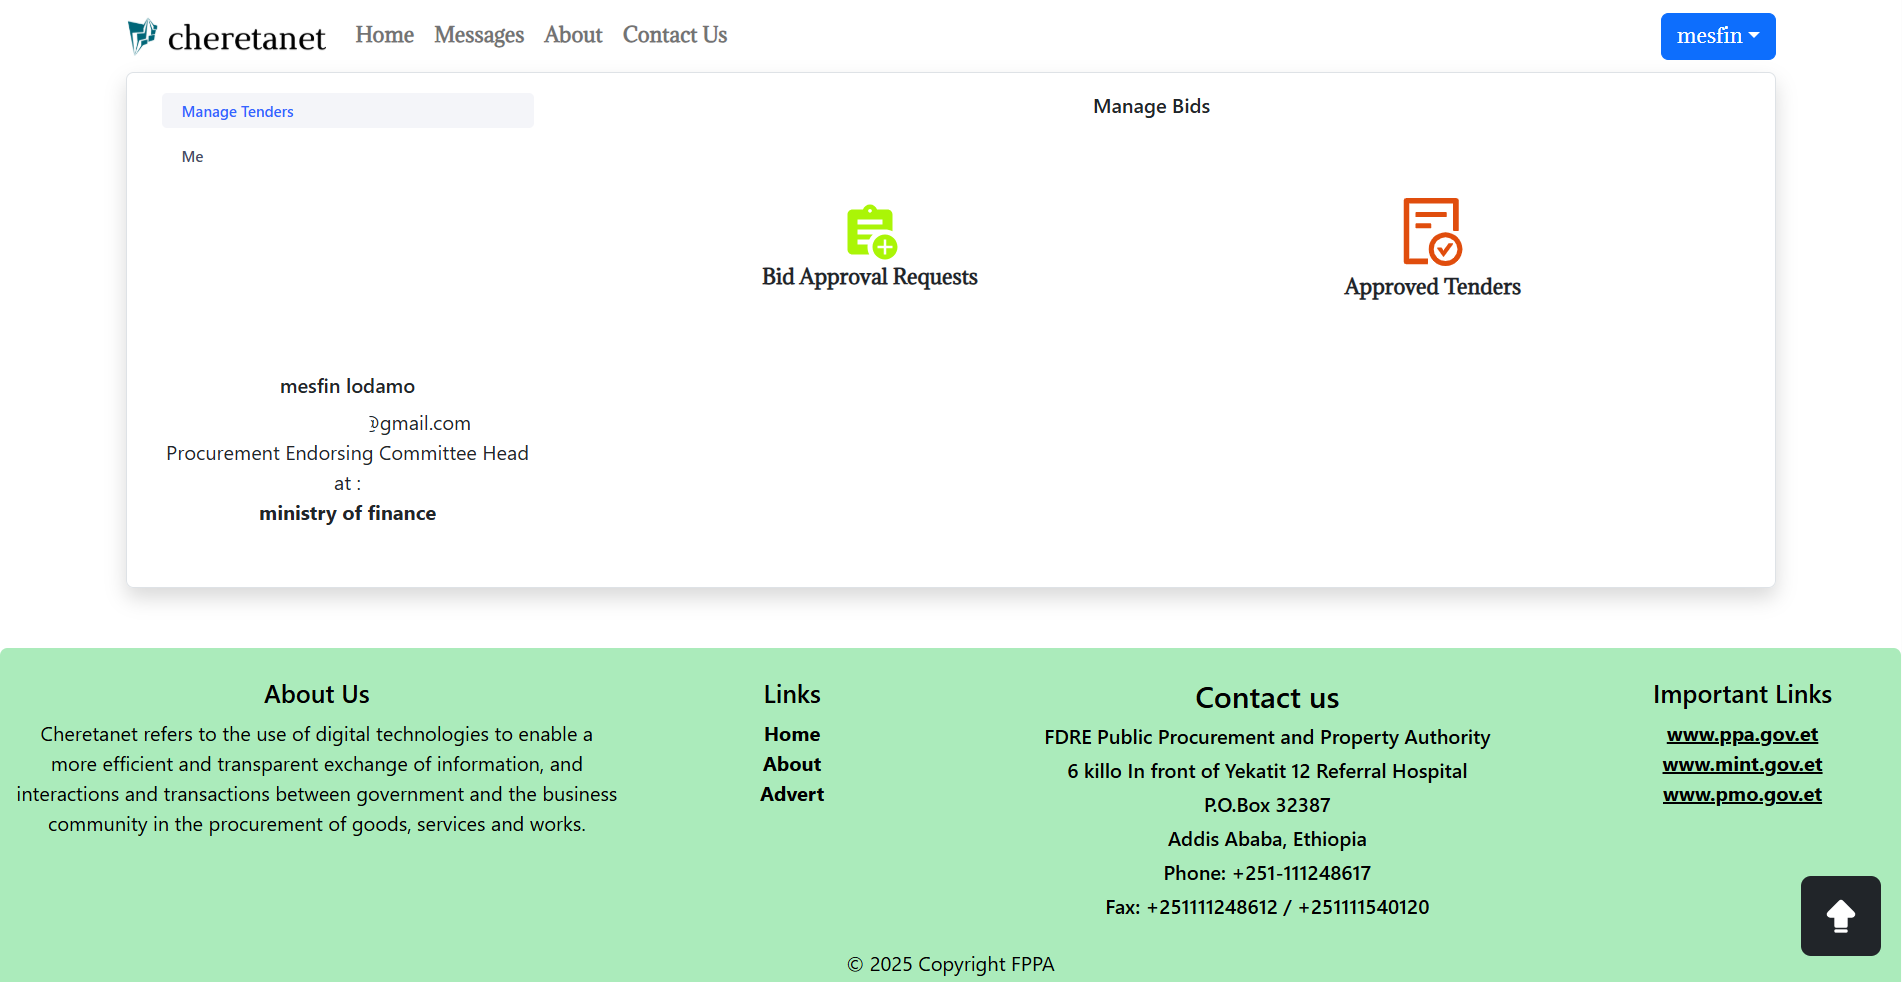 cheretanet
Home Messages About Contact Us
mesfin
Manage Tenders
Me
Manage Bids
Bid Approval Requests
Approved Tenders
mesfin lodamo
@gmail.com
Procurement Endorsing Committee Head
at :
ministry of finance
About Us
Cheretanet refers to the use of digital technologies to enable a
more efficient and transparent exchange of information, and
interactions and transactions between government and the business
community in the procurement of goods, services and works.
Links
Home
About
Advert
Contact us
FDRE Public Procurement and Property Authority
6 killo In front of Yekatit 12 Referral Hospital
P.O.Box 32387
Addis Ababa, Ethiopia
Phone: +251-111248617
Fax: +251111248612 / +251111540120
Important Links
www.ppa.gov.et
www.mint.gov.et
www.pmo.gov.et
© 2025 Copyright FPPA